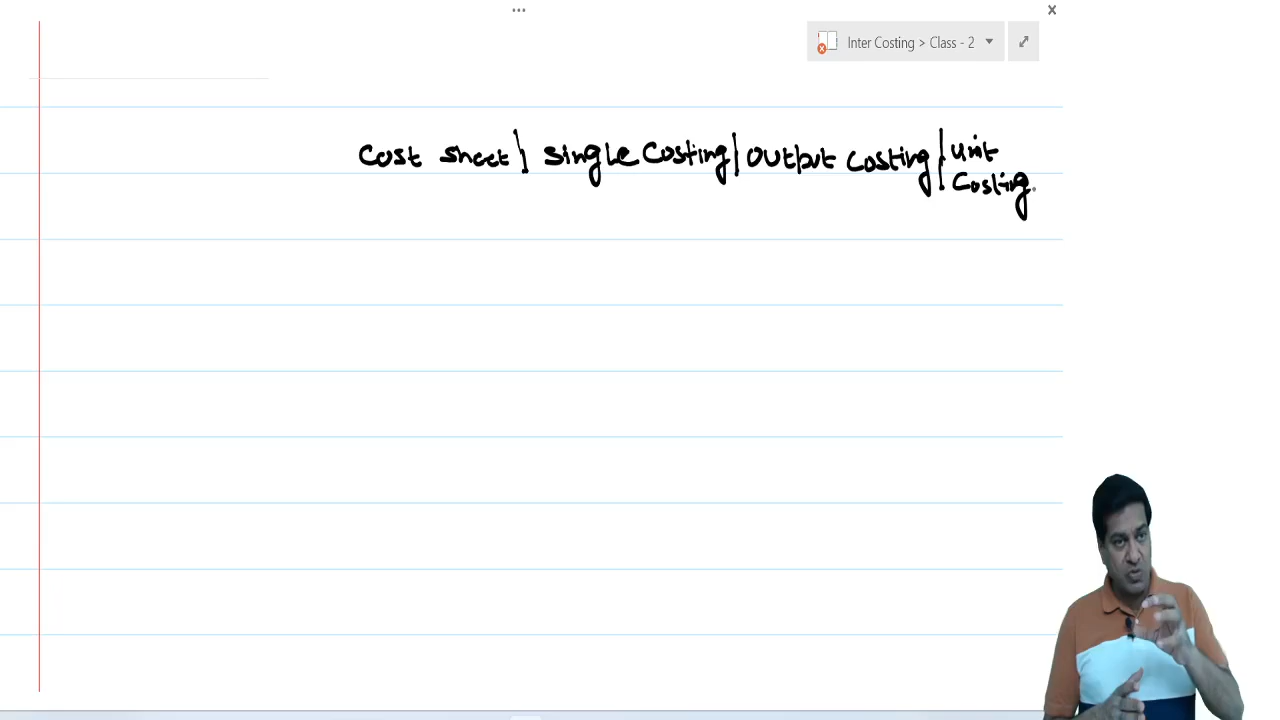 Inter Costing > Class - 2
Cost sheet | Single Costing | Output Costing | Unit
Costing